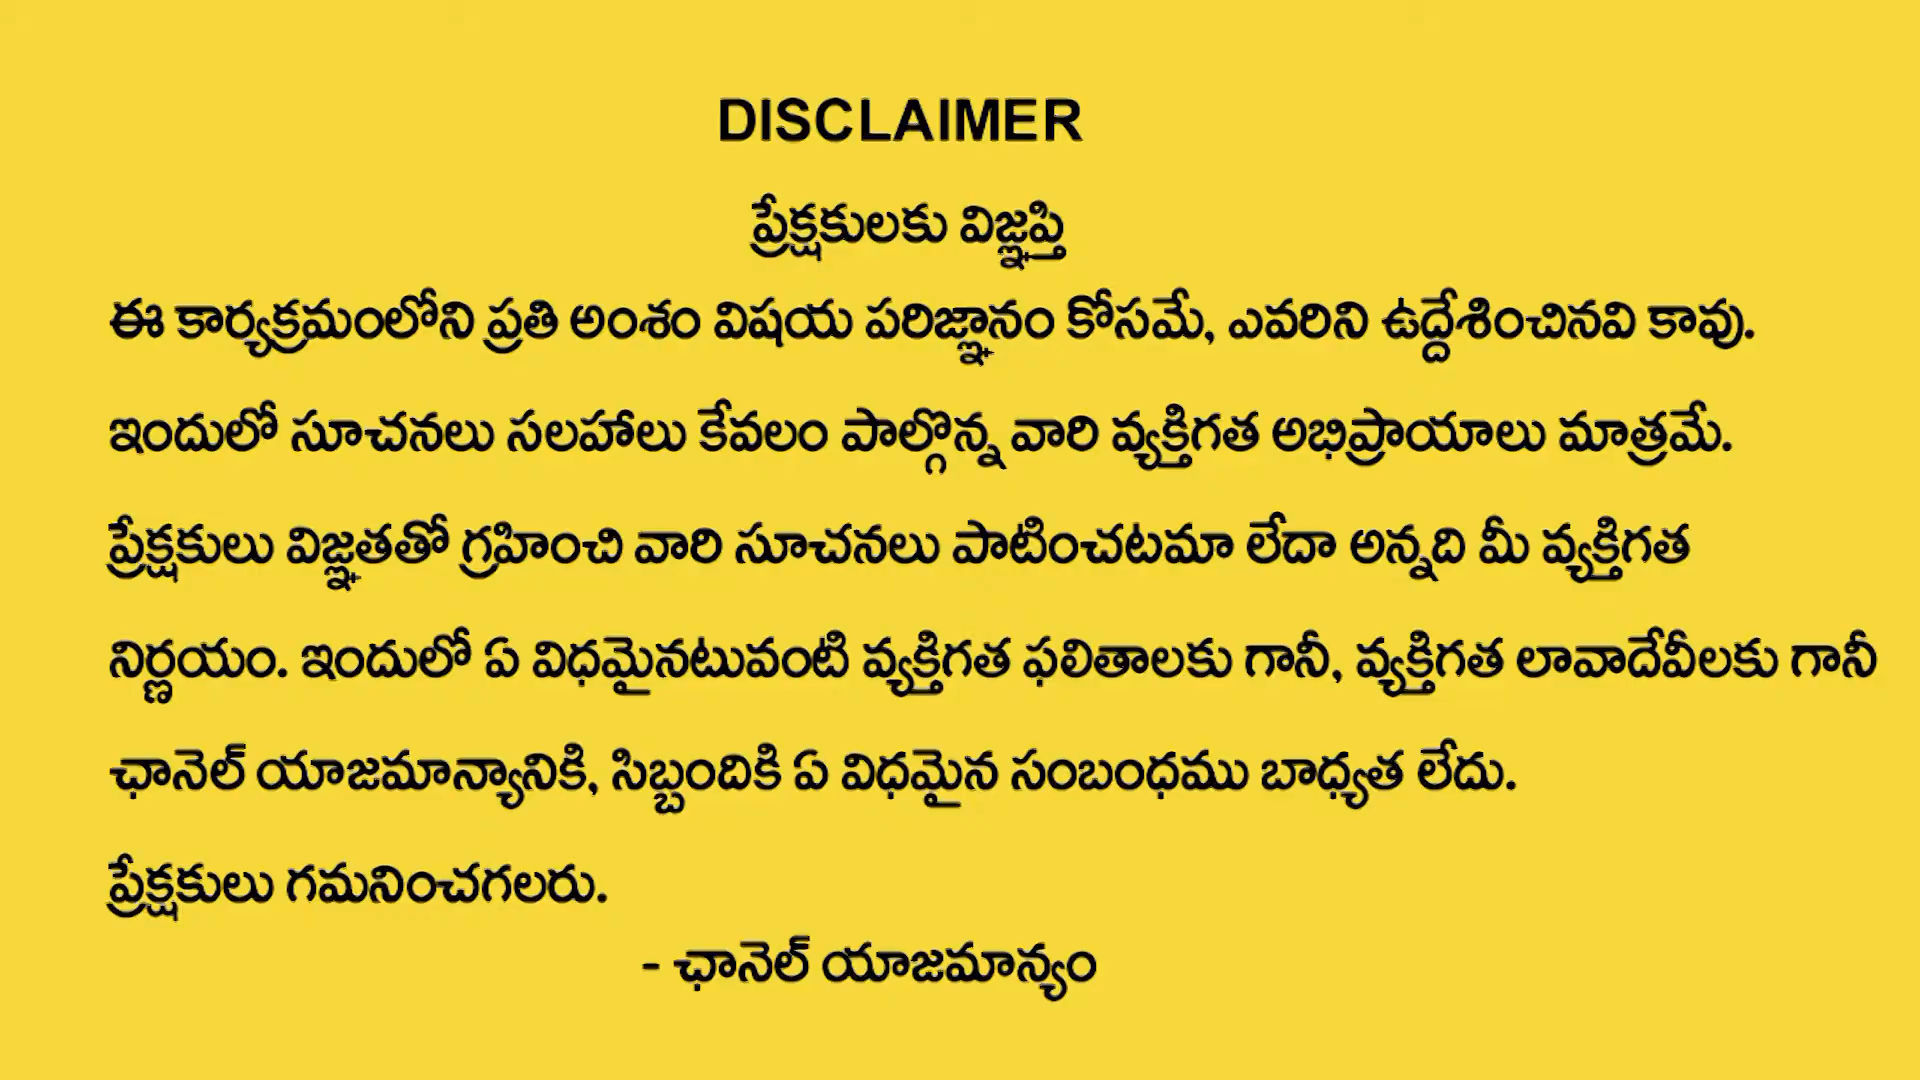 DISCLAIMER
ప్రేక్షకులకు విజ్ఞప్తి
ఈ కార్యక్రమంలోని ప్రతి అంశం విషయ పరిజ్ఞానం కోసమే, ఎవరిని ఉద్దేశించినవి కావు.
ఇందులో సూచనలు సలహాలు కేవలం పాల్గొన్న వారి వ్యక్తిగత అభిప్రాయాలు మాత్రమే.
ప్రేక్షకులు విజ్ఞతతో గ్రహించి వారి సూచనలు పాటించటమా లేదా అన్నది మీ వ్యక్తిగత
నిర్ణయం. ఇందులో ఏ విధమైనటువంటి వ్యక్తిగత ఫలితాలకు గానీ, వ్యక్తిగత లావాదేవీలకు గానీ
ఛానెల్ యాజమాన్యానికి, సిబ్బందికి ఏ విధమైన సంబంధము బాధ్యత లేదు.
ప్రేక్షకులు గమనించగలరు.
- ఛానెల్ యాజమాన్యం